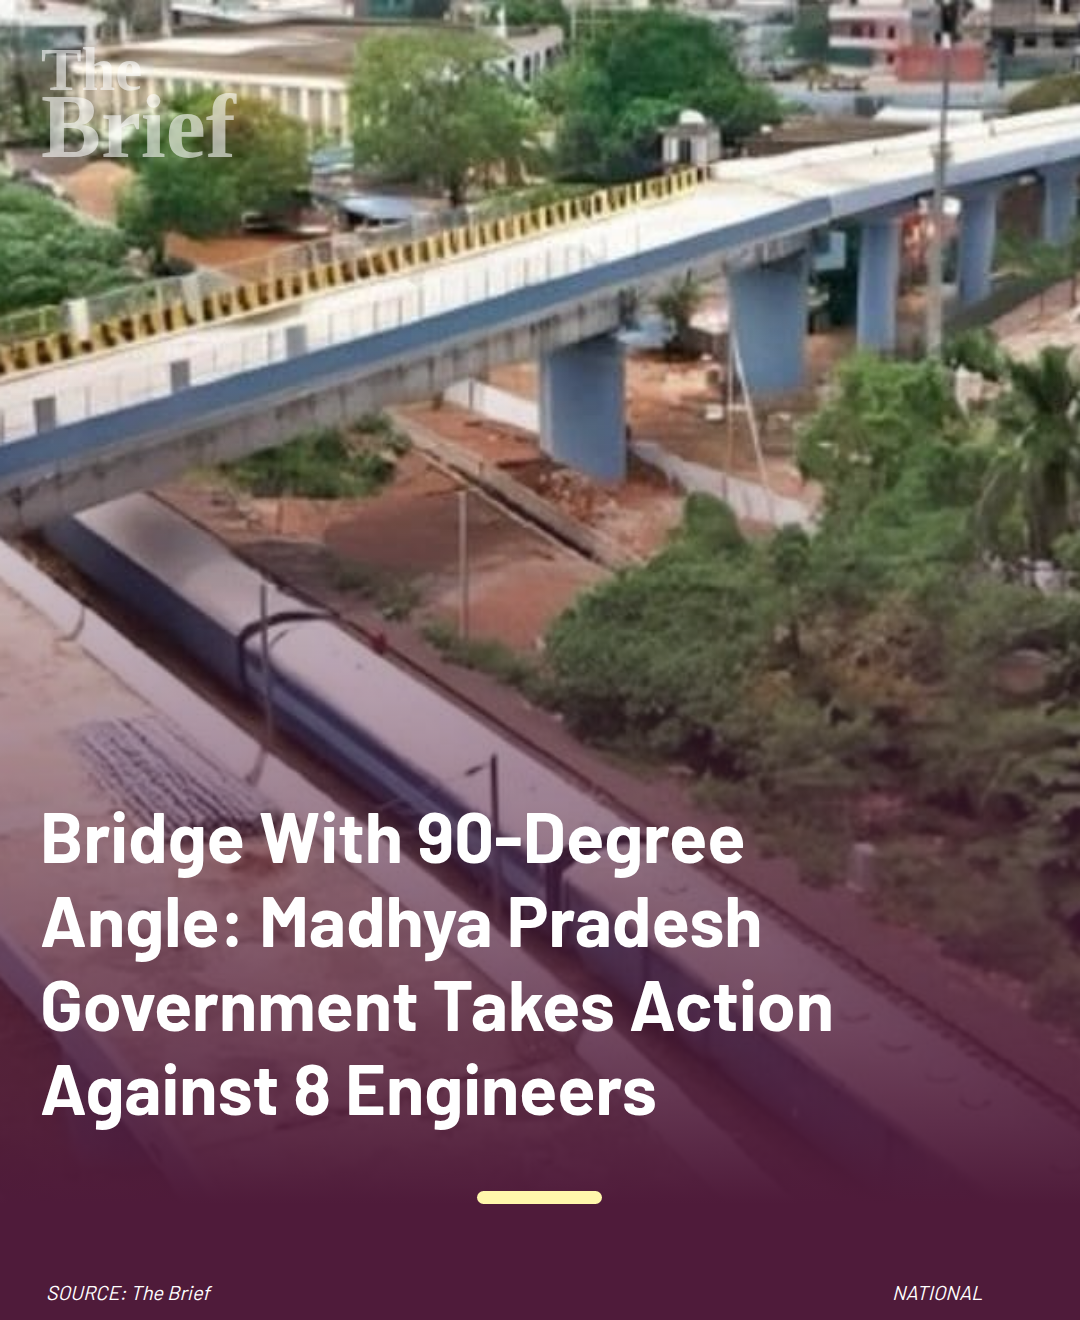 The
Brief
Bridge With 90-Degree
Angle: Madhya Pradesh
Government Takes Action
Against 8 Engineers
SOURCE: The Brief
NATIONAL